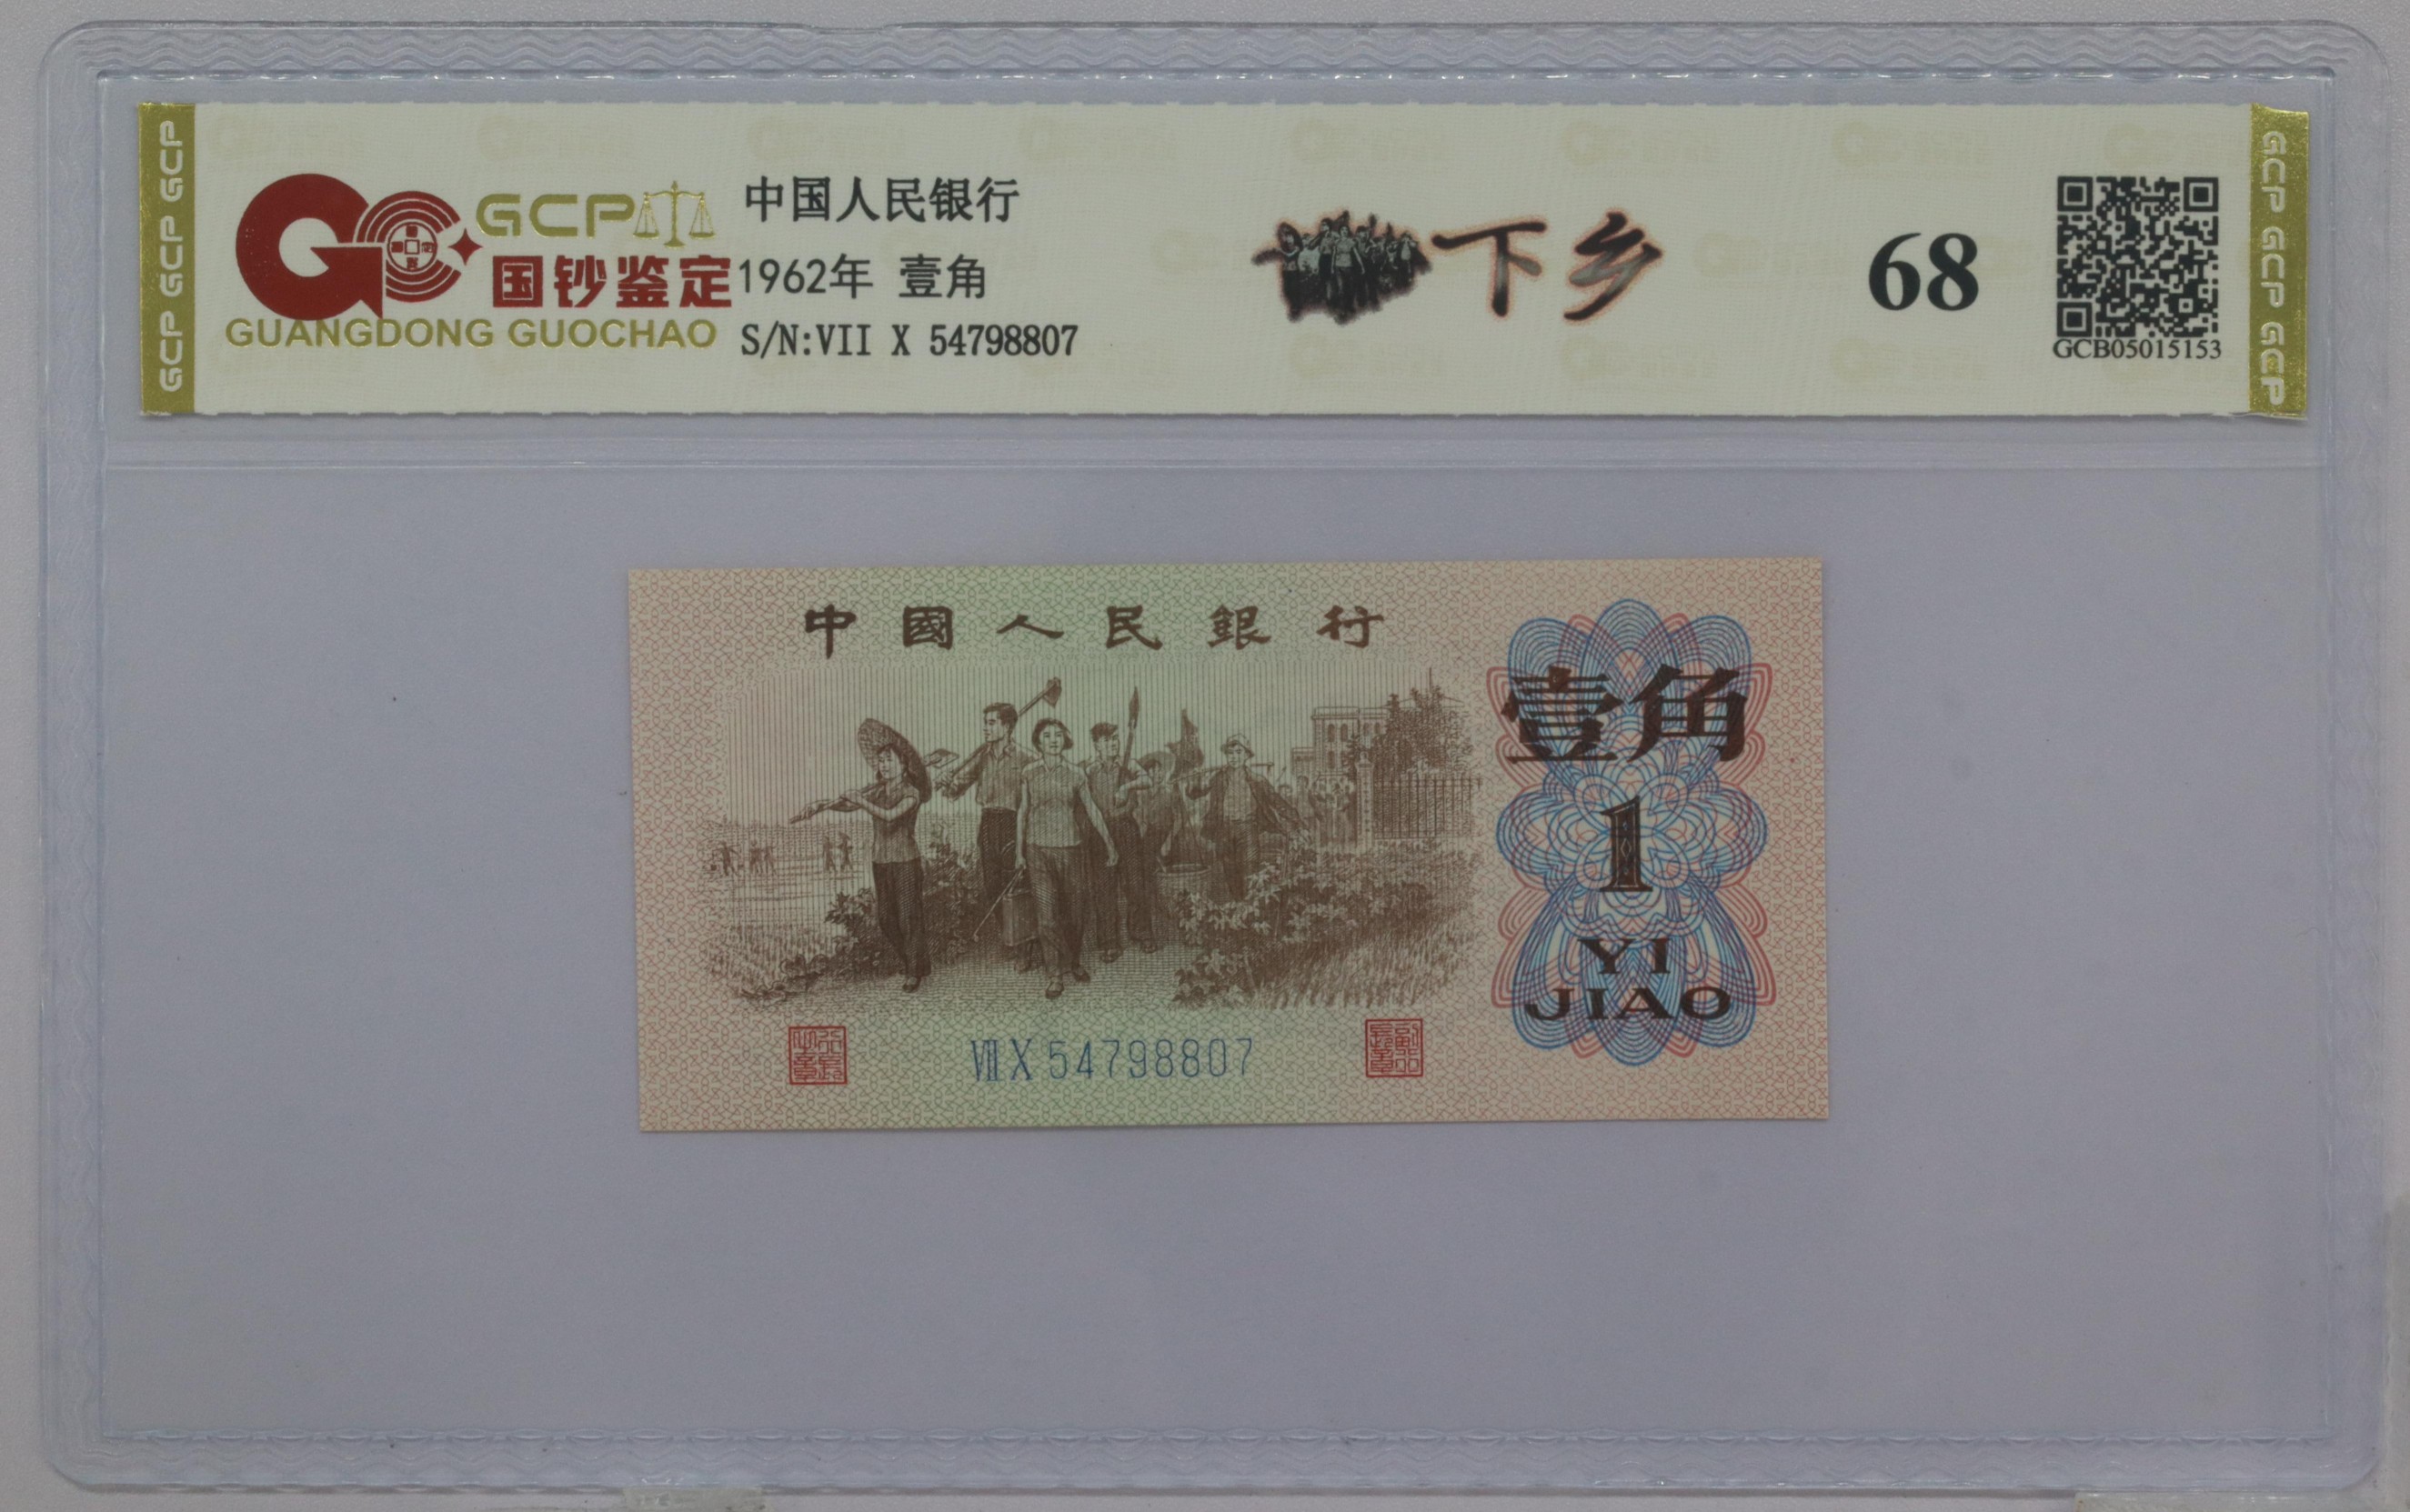 GCP GCP GCP
GCP
国钞鉴定
GUANGDONG GUOCHAO
中国人民银行
1962年 壹角
S/N:VII X 54798807
下乡
68
GCB05015153
GCP GCP GCP
中國人民銀行
壹角
1
YI
JIAO
VII X 54798807